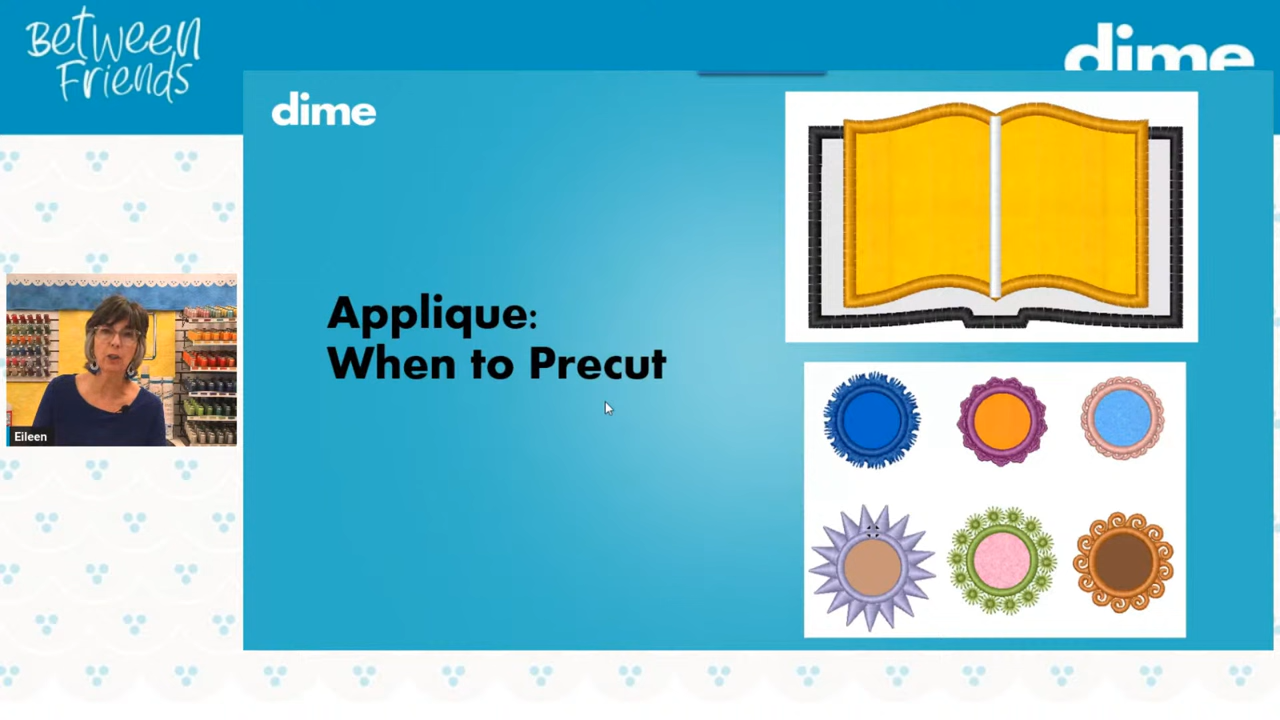 Between
Friends
dime
dime
Applique:
When to Precut
Eileen